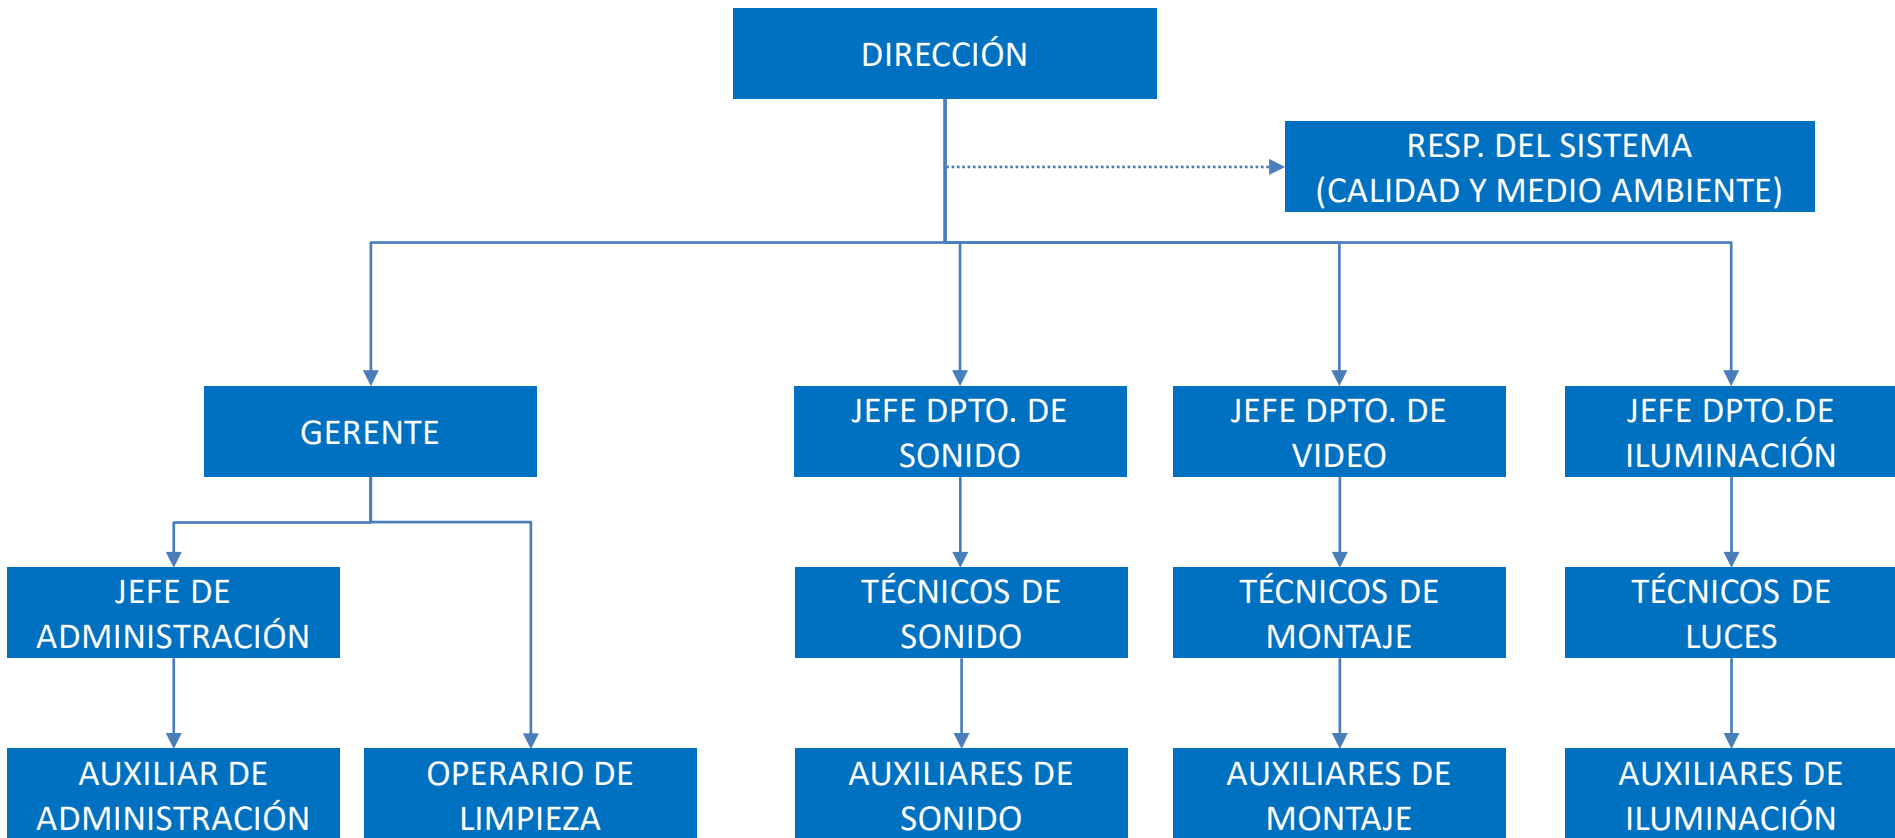 DIRECCIÓN
RESP. DEL SISTEMA
(CALIDAD Y MEDIO AMBIENTE)
GERENTE
JEFE DPTO. DE
SONIDO
JEFE DPTO. DE
VIDEO
JEFE DPTO.DE
ILUMINACIÓN
JEFE DE
ADMINISTRACIÓN
TÉCNICOS DE
SONIDO
TÉCNICOS DE
MONTAJE
TÉCNICOS DE
LUCES
AUXILIAR DE
ADMINISTRACIÓN
OPERARIO DE
LIMPIEZA
AUXILIARES DE
SONIDO
AUXILIARES DE
MONTAJE
AUXILIARES DE
ILUMINACIÓN